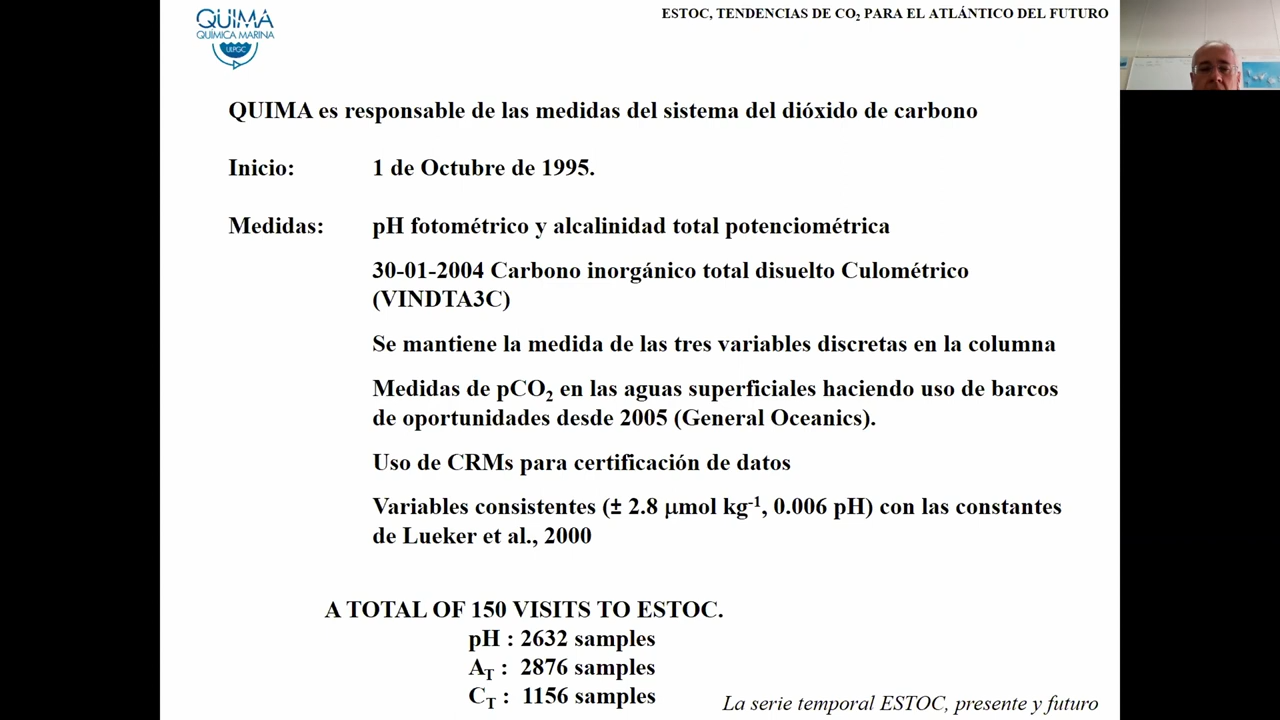 QUIMA
QUÍMICA MARINA
ULPGC
ESTOC, TENDENCIAS DE CO₂ PARA EL ATLÁNTICO DEL FUTURO
QUIMA es responsable de las medidas del sistema del dióxido de carbono
Inicio: 1 de Octubre de 1995.
Medidas: pH fotométrico y alcalinidad total potenciométrica
30-01-2004 Carbono inorgánico total disuelto Culométrico
(VINDTA3C)
Se mantiene la medida de las tres variables discretas en la columna
Medidas de pCO₂ en las aguas superficiales haciendo uso de barcos
de oportunidades desde 2005 (General Oceanics).
Uso de CRMs para certificación de datos
Variables consistentes (± 2.8 μmol kg⁻¹, 0.006 pH) con las constantes
de Lueker et al., 2000
A TOTAL OF 150 VISITS TO ESTOC.
pH : 2632 samples
A_T : 2876 samples
C_T : 1156 samples
La serie temporal ESTOC, presente y futuro